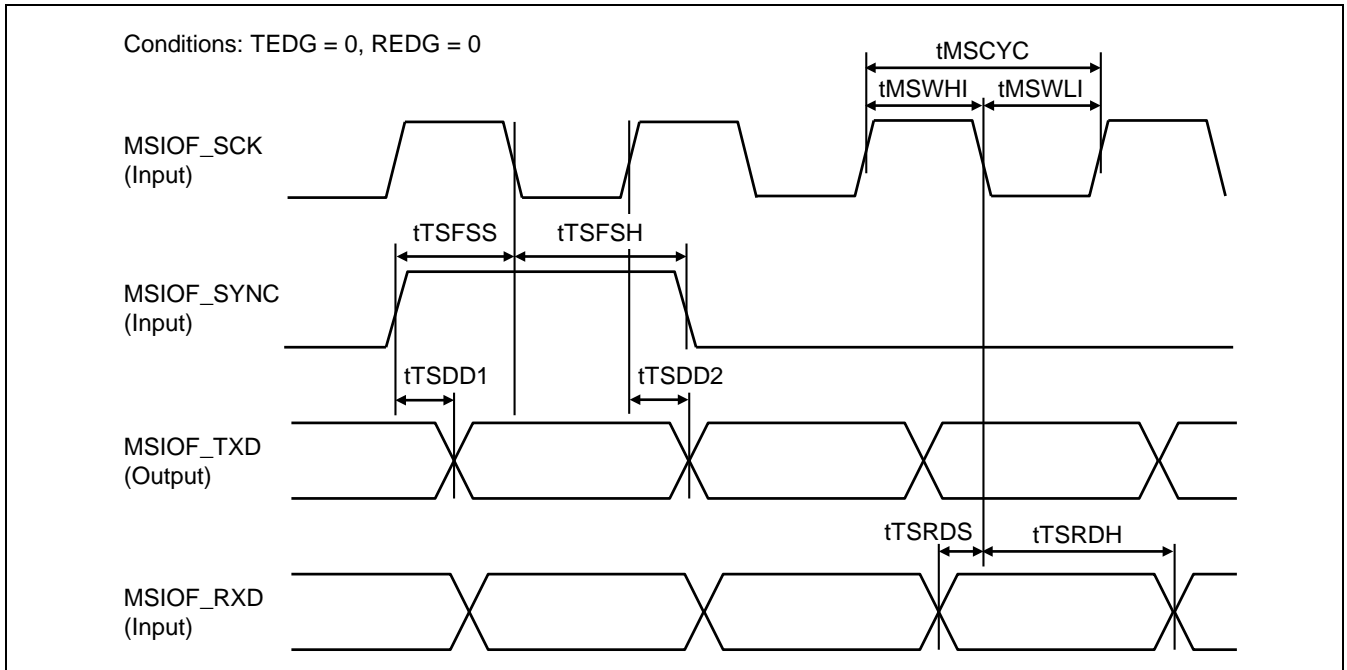 Conditions: TEDG = 0, REDG = 0
tMSCYC
tMSWHI tMSWLI
MSIOF_SCK
(Input)
tTSFSS tTSFSH
MSIOF_SYNC
(Input)
tTSDD1 tTSDD2
MSIOF_TXD
(Output)
tTSRDS tTSRDH
MSIOF_RXD
(Input)